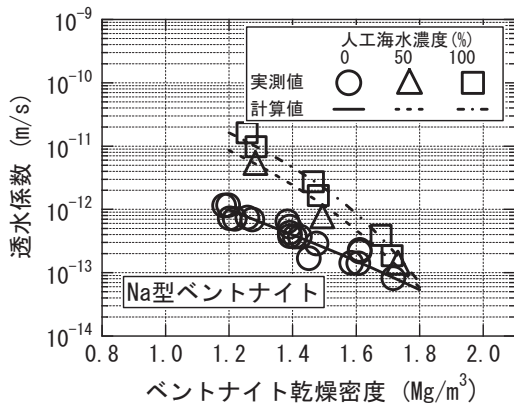 人工海水濃度(%)
0 50 100
実測値
計算値
10⁻⁹
10⁻¹⁰
10⁻¹¹
10⁻¹²
10⁻¹³
10⁻¹⁴
透水係数 (m/s)
Na型ベントナイト
0.8 1.0 1.2 1.4 1.6 1.8 2.0
ベントナイト乾燥密度 (Mg/m³)